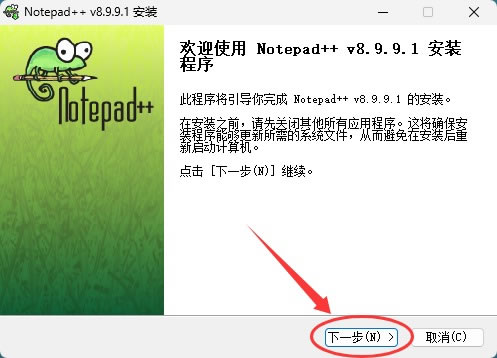 Notepad++ v8.9.9.1 安装
Notepad++
欢迎使用 Notepad++ v8.9.9.1 安装
程序
此程序将引导你完成 Notepad++ v8.9.9.1 的安装。
在安装之前，请先关闭其他所有应用程序。这将确保安
装程序能够更新所需的系统文件，从而避免在安装后重
新启动计算机。
点击 [下一步(N)] 继续。
下一步(N) >
取消(C)